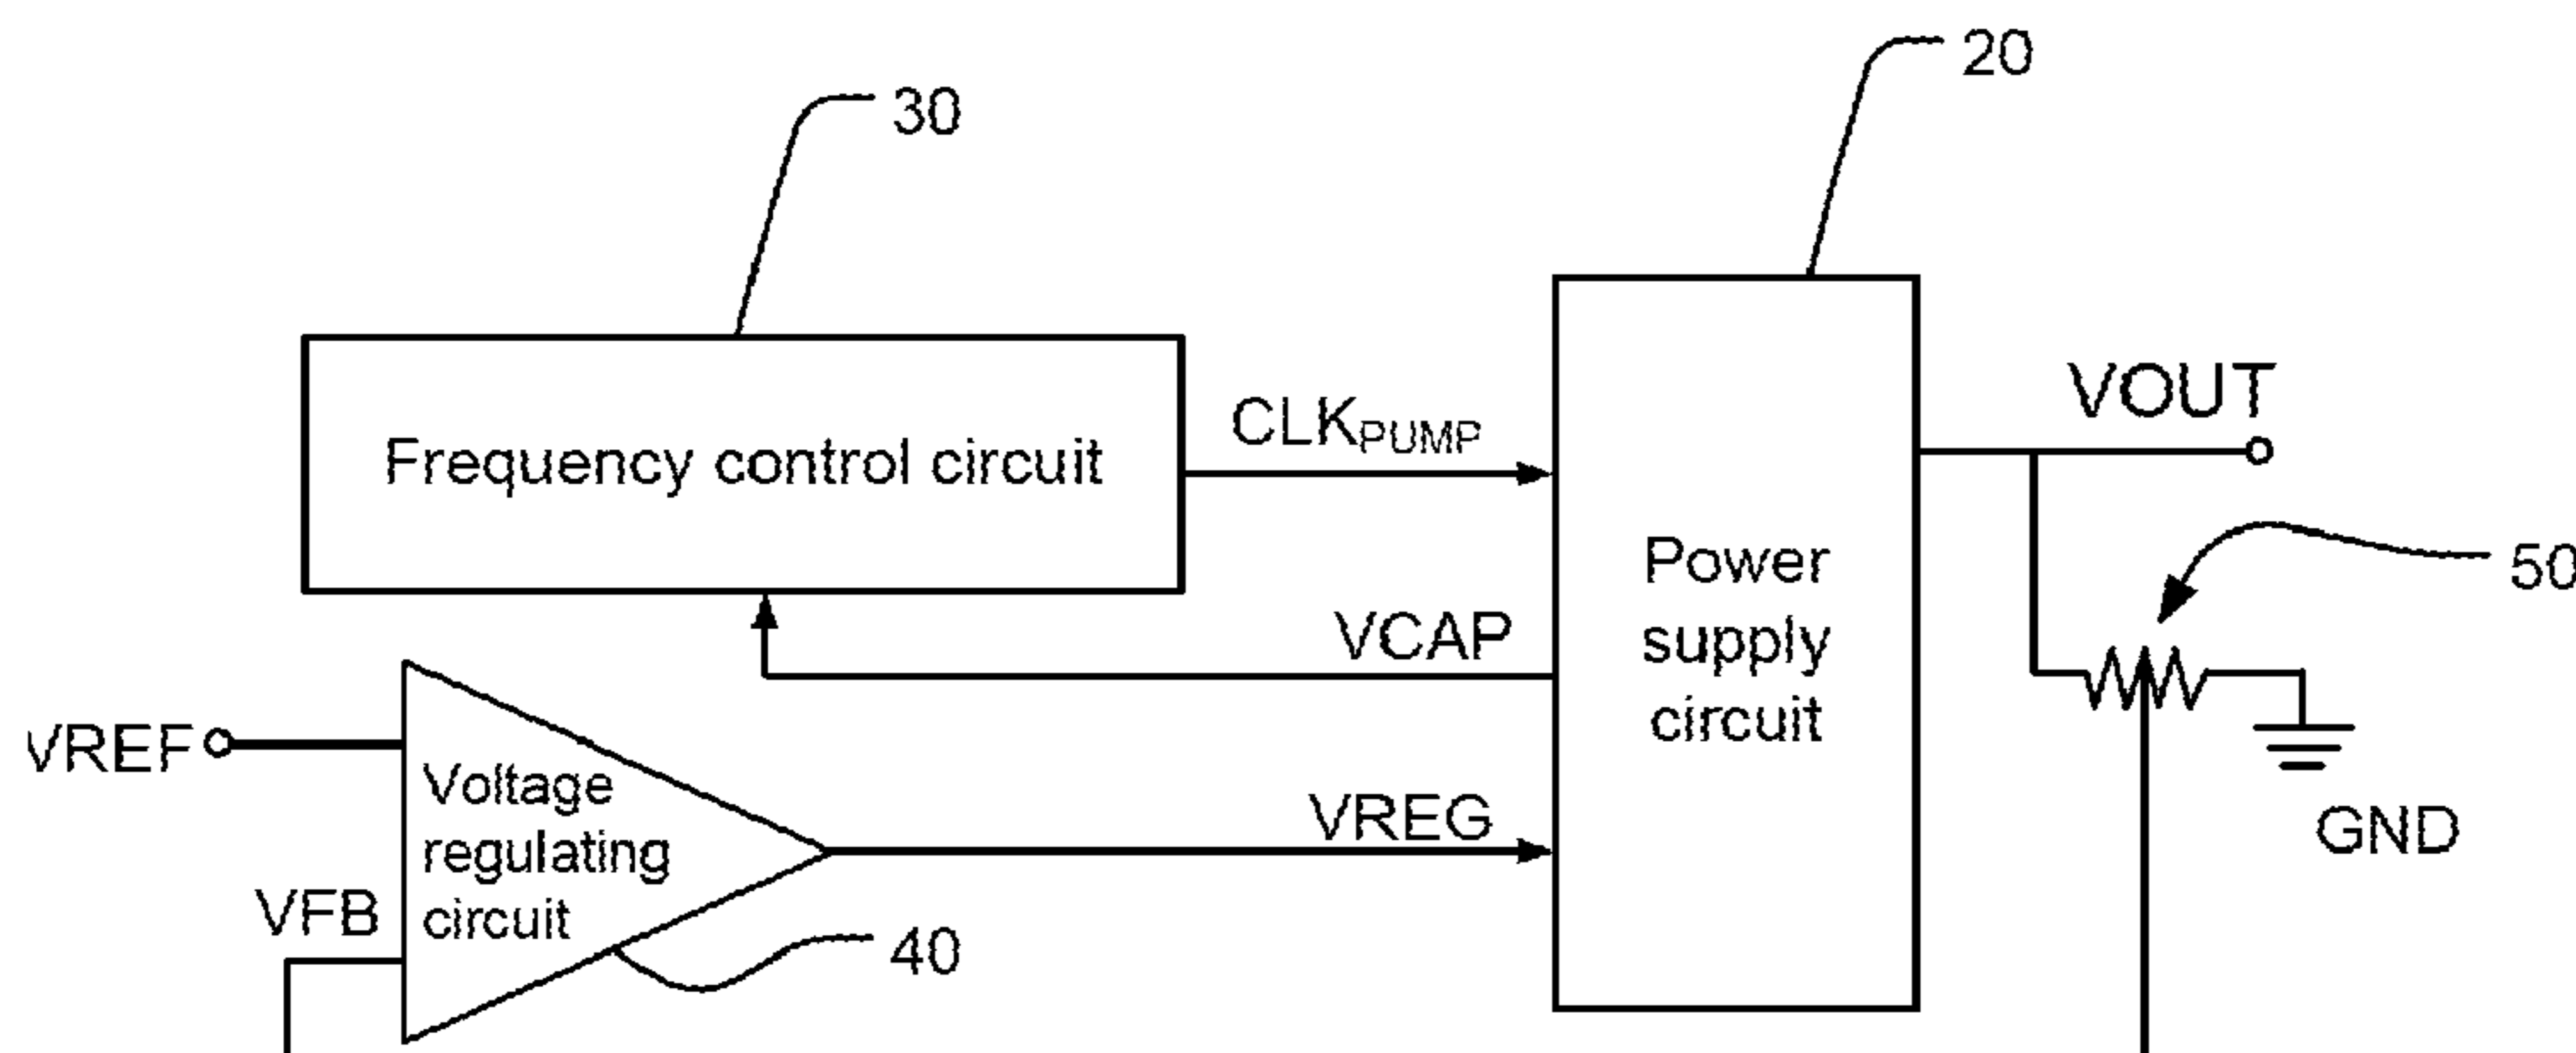 20
30
CLKPUMP
VOUT
Frequency control circuit
Power
supply
circuit
50
VCAP
VREF
Voltage
regulating
circuit
VREG
GND
VFB
40